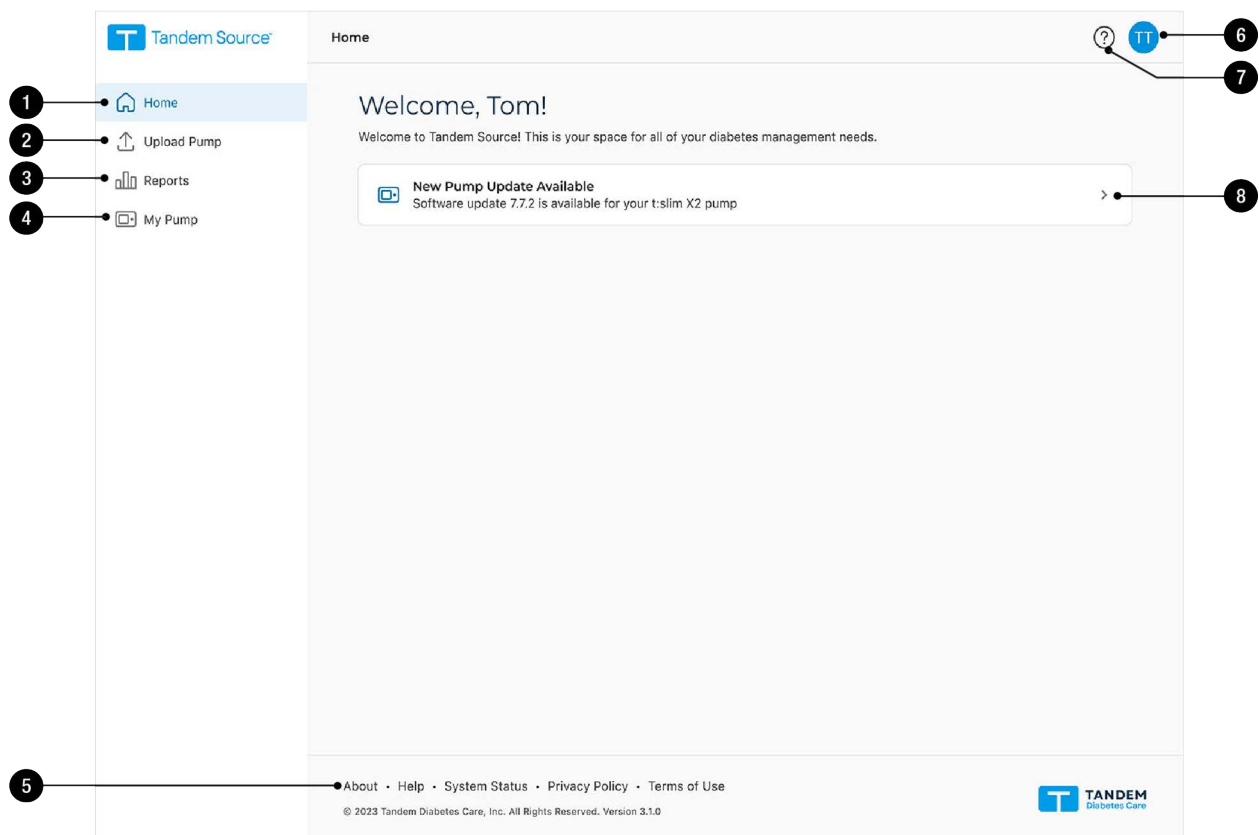 Tandem Source™
Home
?
TT
6
7
1
Home
2
Upload Pump
3
Reports
4
My Pump
Welcome, Tom!
Welcome to Tandem Source! This is your space for all of your diabetes management needs.
New Pump Update Available
Software update 7.7.2 is available for your t:slim X2 pump
8
5
About • Help • System Status • Privacy Policy • Terms of Use
© 2023 Tandem Diabetes Care, Inc. All Rights Reserved. Version 3.1.0
TANDEM
Diabetes Care